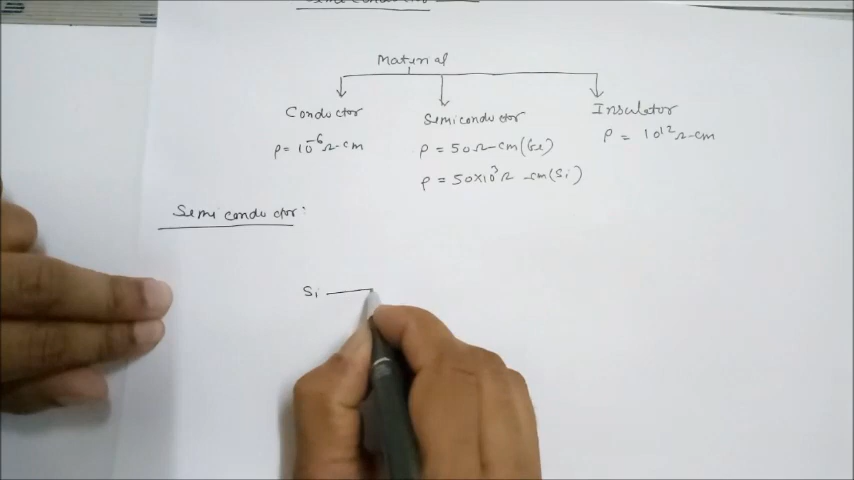 Material
Conductor Semiconductor Insulator
ρ = 10⁻⁶ Ω-cm ρ = 50 Ω-cm (Ge) ρ = 10¹² Ω-cm
ρ = 50×10³ Ω -cm (Si)
Semiconductor:
Si